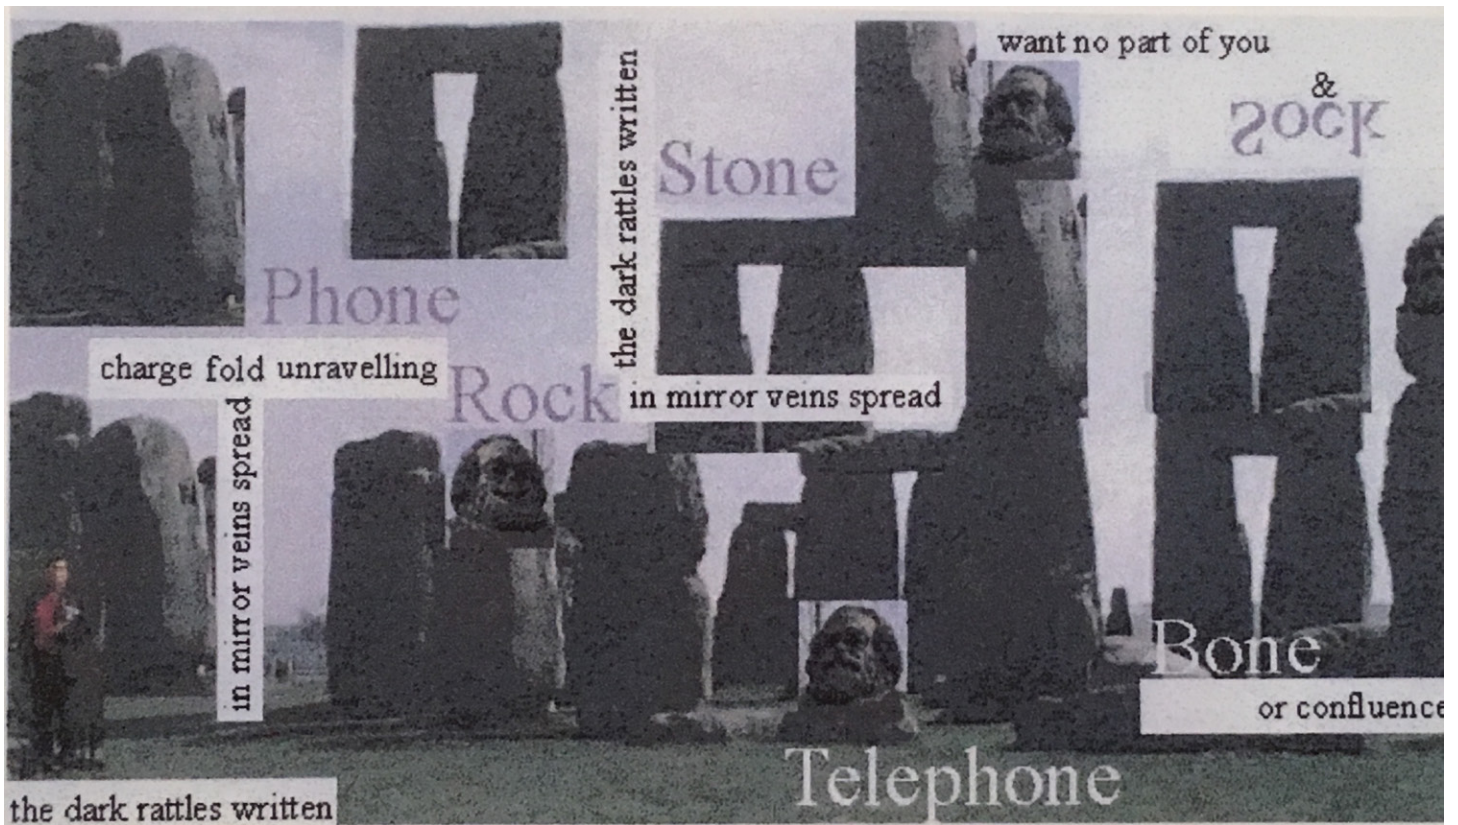 want no part of you
&
Sock
the dark rattles written
Stone
Phone
charge fold unravelling
Rock
in mirror veins spread
in mirror veins spread
Bone
or confluence
Telephone
the dark rattles written